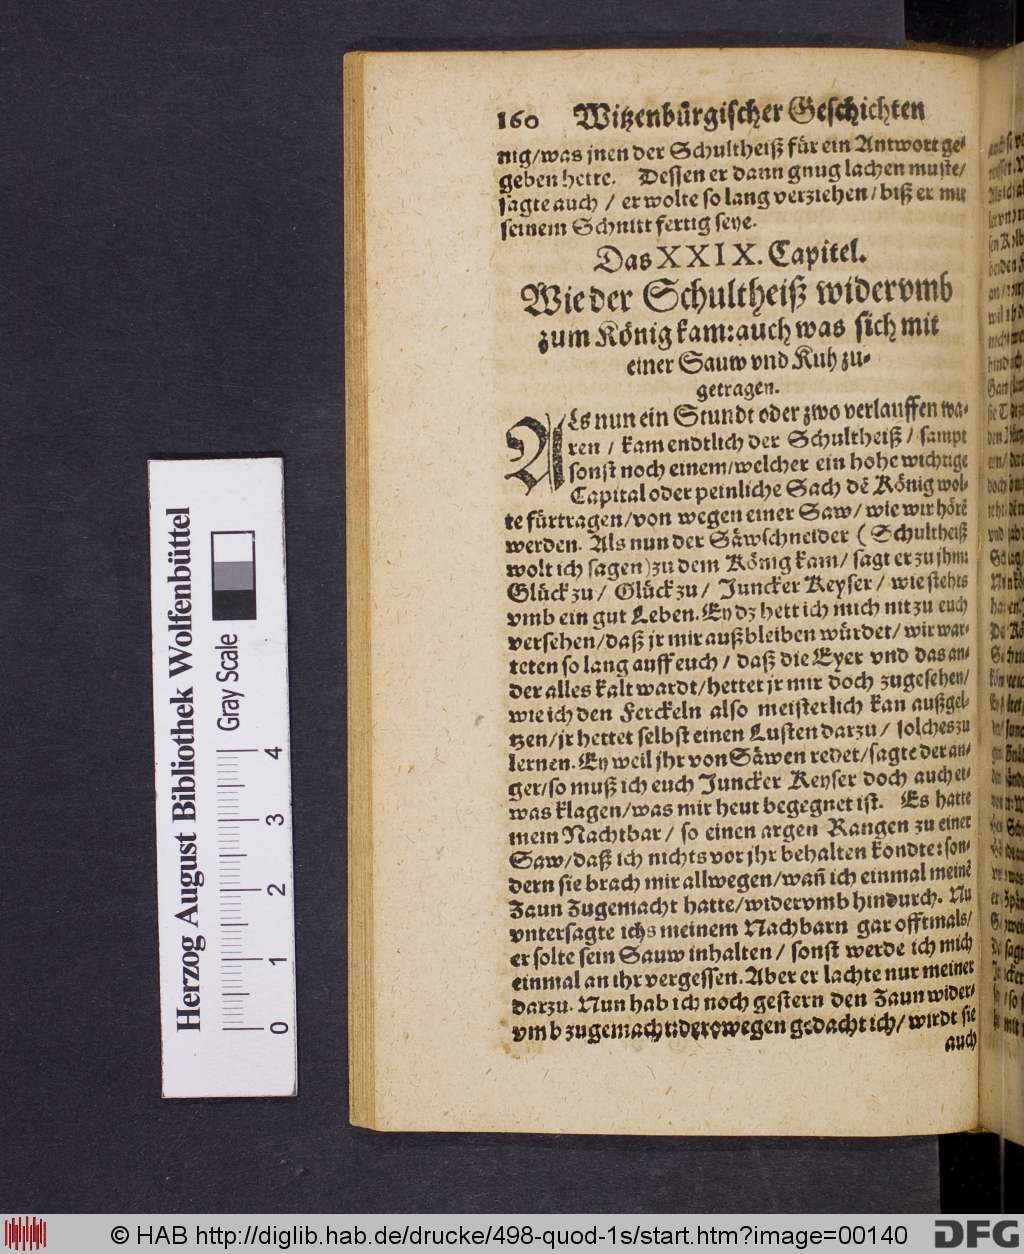 160 Witzenbürgischer Geschichten
nig/was jnen der Schultheiß für ein Antwort ge-
geben hette. Dessen er dann gnug lachen muste/
sagte auch / er wolte so lang verziehen / biß er mit
seinem Schnitt fertig seye.
Das XXIX. Capitel.
Wie der Schultheiß widervmb
zum König kam: auch was sich mit
einer Sauw vnd Kuh zu-
getragen.
ALs nun ein Stundt oder zwo verlauffen wa-
ren / kam endtlich der Schultheiß / sampt
sonst noch einem/welcher ein hohe wichtige
Capital oder peinliche Sach dē König wol-
te fürtragen/von wegen einer Saw/ wie wir hörē
werden. Als nun der Säwschneider ( Schultheiß
wolt ich sagen) zu dem König kam/ sagt er zu jhm:
Glück zu / Glück zu / Juncker Keyser / wie stehts
vmb ein gut Leben. Ey dz hett ich mich nit zu euch
versehen/daß jr mir außbleiben würdet/ wir war-
teten so lang auff euch / daß die Eyer vnd das an-
der alles kalt wardt/hettet jr mir doch zugesehen/
wie ich den Ferckeln also meisterlich kan außgel-
tzen/jr hettet selbst einen Lusten darzu / solches zu
lernen. Ey weil jhr von Säwen redet/sagte der an-
ger/so muß ich euch Juncker Keyser doch auch et-
was klagen/was mir heut begegnet ist. Es hatte
mein Nachtbar / so einen argen Rangen zu einer
Saw/daß ich nichts vor jhr behalten kondte: son-
dern sie brach mir allwegen/wañ ich einmal meinē
Zaun zugemacht hatte/widervmb hindurch. Nu
vntersagte ichs meinem Nachbarn gar offtmals/
er solte sein Sauw inhalten / sonst werde ich mich
einmal an ihr vergessen. Aber er lachte nur meiner
darzu. Nun hab ich noch gestern den Zaun wider-
vmb zugemacht: derowegen gedacht ich/ wirdt sie
auch
Herzog August Bibliothek Wolfenbüttel
Gray Scale
0 1 2 3 4
© HAB http://diglib.hab.de/drucke/498-quod-1s/start.htm?image=00140
DFG